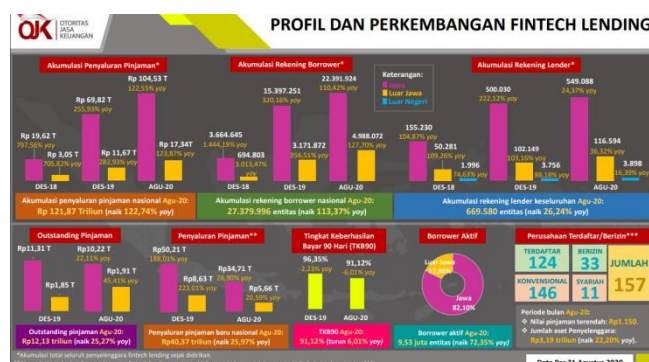 OJK OTORITAS JASA KEUANGAN
PROFIL DAN PERKEMBANGAN FINTECH LENDING
Akumulasi Penyaluran Pinjaman*
Rp 19,62 T
797,56% yoy
Rp 3,05 T
705,82% yoy
Rp 69,82 T
255,93% yoy
Rp 11,67 T
282,93% yoy
Rp 104,53 T
122,55% yoy
Rp 17,34T
123,87% yoy
DES-18
DES-19
AGU-20
Akumulasi penyaluran pinjaman nasional Agu-20:
Rp 121,87 Triliun (naik 122,74% yoy)
Akumulasi Rekening Borrower*
3.664.645
1.444,19% yoy
694.803
3.013,47% yoy
15.397.251
320,16% yoy
3.171.872
356,51% yoy
22.391.924
110,42% yoy
4.988.072
127,70% yoy
DES-18
DES-19
AGU-20
Akumulasi rekening borrower nasional Agu-20:
27.379.996 entitas (naik 113,37% yoy)
Akumulasi Rekening Lender*
Keterangan:
Jawa
Luar Jawa
Luar Negeri
155.230
104,87% yoy
50.281
109,26% yoy
1.996
74,63% yoy
500.030
222,12% yoy
102.149
103,16% yoy
3.756
88,18% yoy
549.088
24,37% yoy
116.594
36,32% yoy
3.898
16,39% yoy
DES-18
DES-19
AGU-20
Akumulasi rekening lender keseluruhan Agu-20:
669.580 entitas (naik 26,24% yoy)
Outstanding Pinjaman
Rp11,31 T
Rp1,85 T
Rp10,22 T
22,11% yoy
Rp1,91 T
45,41% yoy
DES-19
AGU-20
Outstanding pinjaman Agu-20:
Rp12,13 triliun (naik 25,27% yoy)
Penyaluran Pinjaman**
Rp50,21 T
188,01% yoy
Rp8,63 T
223,01% yoy
Rp34,71 T
26,90% yoy
Rp5,66 T
20,59% yoy
DES-19
AGU-20
Penyaluran pinjaman baru nasional Agu-20:
Rp40,37 triliun (naik 25,97% yoy)
Tingkat Keberhasilan
Bayar 90 Hari (TKB90)
96,35%
-2,23% yoy
91,12%
-6,01% yoy
DES-19
AGU-20
TKB90 Agu-20:
91,12% (turun 6,01% yoy)
Borrower Aktif
Luar Jawa
17,90%
Jawa
82,10%
Borrower aktif Agu-20:
9,53 juta entitas (naik 72,35% yoy)
Perusahaan Terdaftar/Berizin***
TERDAFTAR
124
BERIZIN
33
JUMLAH
157
KONVENSIONAL
146
SYARIAH
11
Periode bulan Agu-20:
Nilai pinjaman terendah: Rp1.150.
Jumlah aset Penyelenggara:
Rp3,19 triliun (naik 22,20% yoy).
*Akumulasi total seluruh penyelenggara fintech lending sejak didirikan.